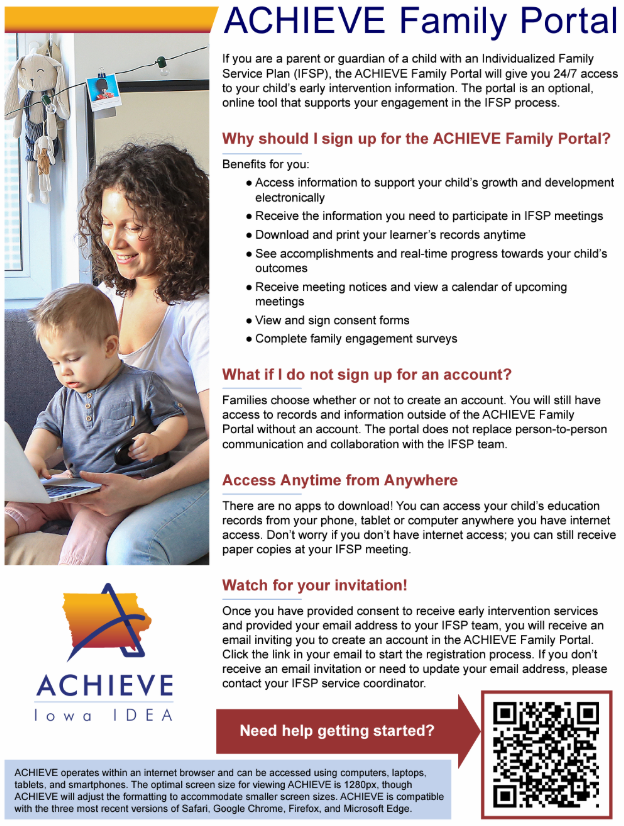 ACHIEVE Family Portal
If you are a parent or guardian of a child with an Individualized Family
Service Plan (IFSP), the ACHIEVE Family Portal will give you 24/7 access
to your child's early intervention information. The portal is an optional,
online tool that supports your engagement in the IFSP process.
Why should I sign up for the ACHIEVE Family Portal?
Benefits for you:
● Access information to support your child's growth and development
electronically
● Receive the information you need to participate in IFSP meetings
● Download and print your learner's records anytime
● See accomplishments and real-time progress towards your child's
outcomes
● Receive meeting notices and view a calendar of upcoming
meetings
● View and sign consent forms
● Complete family engagement surveys
What if I do not sign up for an account?
Families choose whether or not to create an account. You will still have
access to records and information outside of the ACHIEVE Family
Portal without an account. The portal does not replace person-to-person
communication and collaboration with the IFSP team.
Access Anytime from Anywhere
There are no apps to download! You can access your child's education
records from your phone, tablet or computer anywhere you have internet
access. Don't worry if you don't have internet access; you can still receive
paper copies at your IFSP meeting.
Watch for your invitation!
Once you have provided consent to receive early intervention services
and provided your email address to your IFSP team, you will receive an
email inviting you to create an account in the ACHIEVE Family Portal.
Click the link in your email to start the registration process. If you don't
receive an email invitation or need to update your email address, please
contact your IFSP service coordinator.
ACHIEVE
Iowa IDEA
Need help getting started?
ACHIEVE operates within an internet browser and can be accessed using computers, laptops,
tablets, and smartphones. The optimal screen size for viewing ACHIEVE is 1280px, though
ACHIEVE will adjust the formatting to accommodate smaller screen sizes. ACHIEVE is compatible
with the three most recent versions of Safari, Google Chrome, Firefox, and Microsoft Edge.